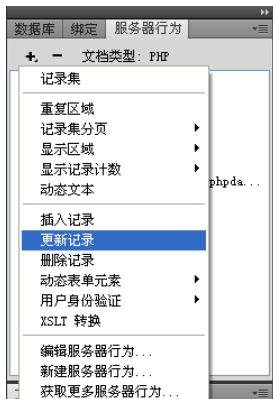 数据库 绑定 服务器行为
文档类型: PHP
记录集
重复区域
记录集分页
显示区域
显示记录计数
动态文本
phpda...
插入记录
更新记录
删除记录
动态表单元素
用户身份验证
XSLT 转换
编辑服务器行为...
新建服务器行为...
获取更多服务器行为...